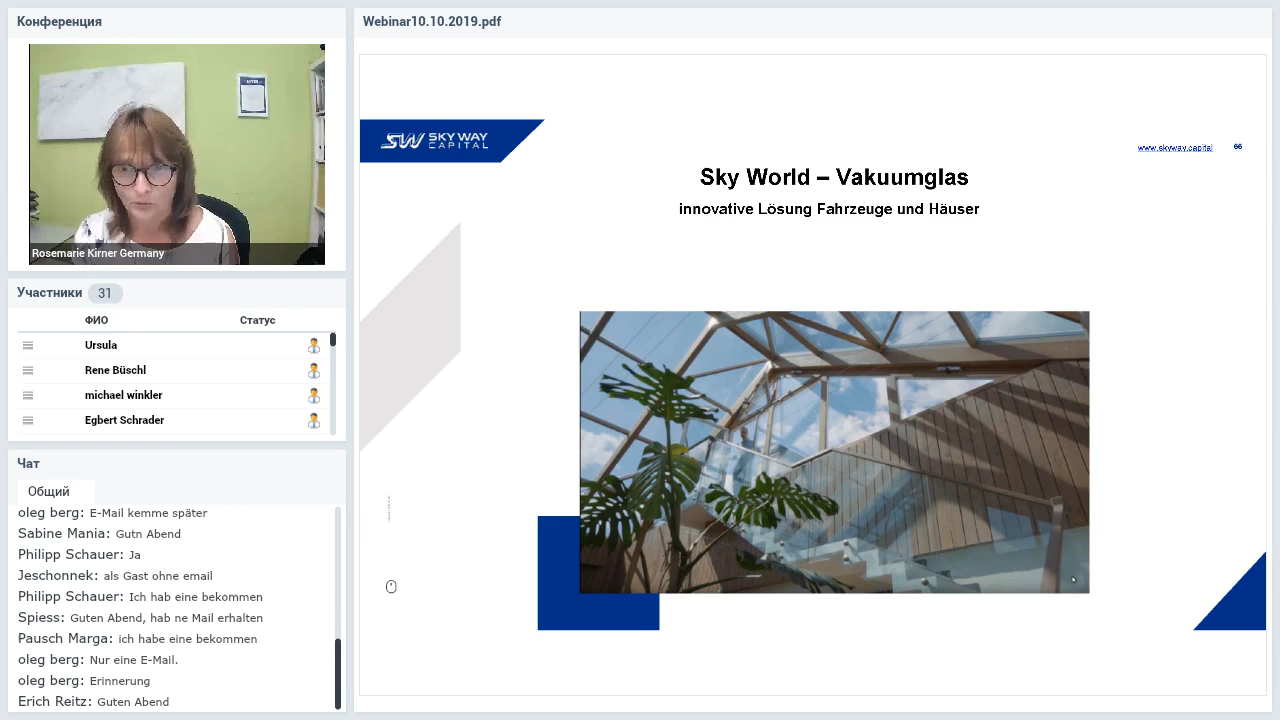 Конференция
Rosemarie Kirner Germany
Участники 31
ФИО Статус
Ursula
Rene Büschl
michael winkler
Egbert Schrader
Чат
Общий
oleg berg: E-Mail kemme später
Sabine Mania: Gutn Abend
Philipp Schauer: Ja
Jeschonnek: als Gast ohne email
Philipp Schauer: Ich hab eine bekommen
Spiess: Guten Abend, hab ne Mail erhalten
Pausch Marga: ich habe eine bekommen
oleg berg: Nur eine E-Mail.
oleg berg: Erinnerung
Erich Reitz: Guten Abend
Webinar10.10.2019.pdf
SW SKY WAY
CAPITAL
www.skyway.capital 66
Sky World – Vakuumglas
innovative Lösung Fahrzeuge und Häuser